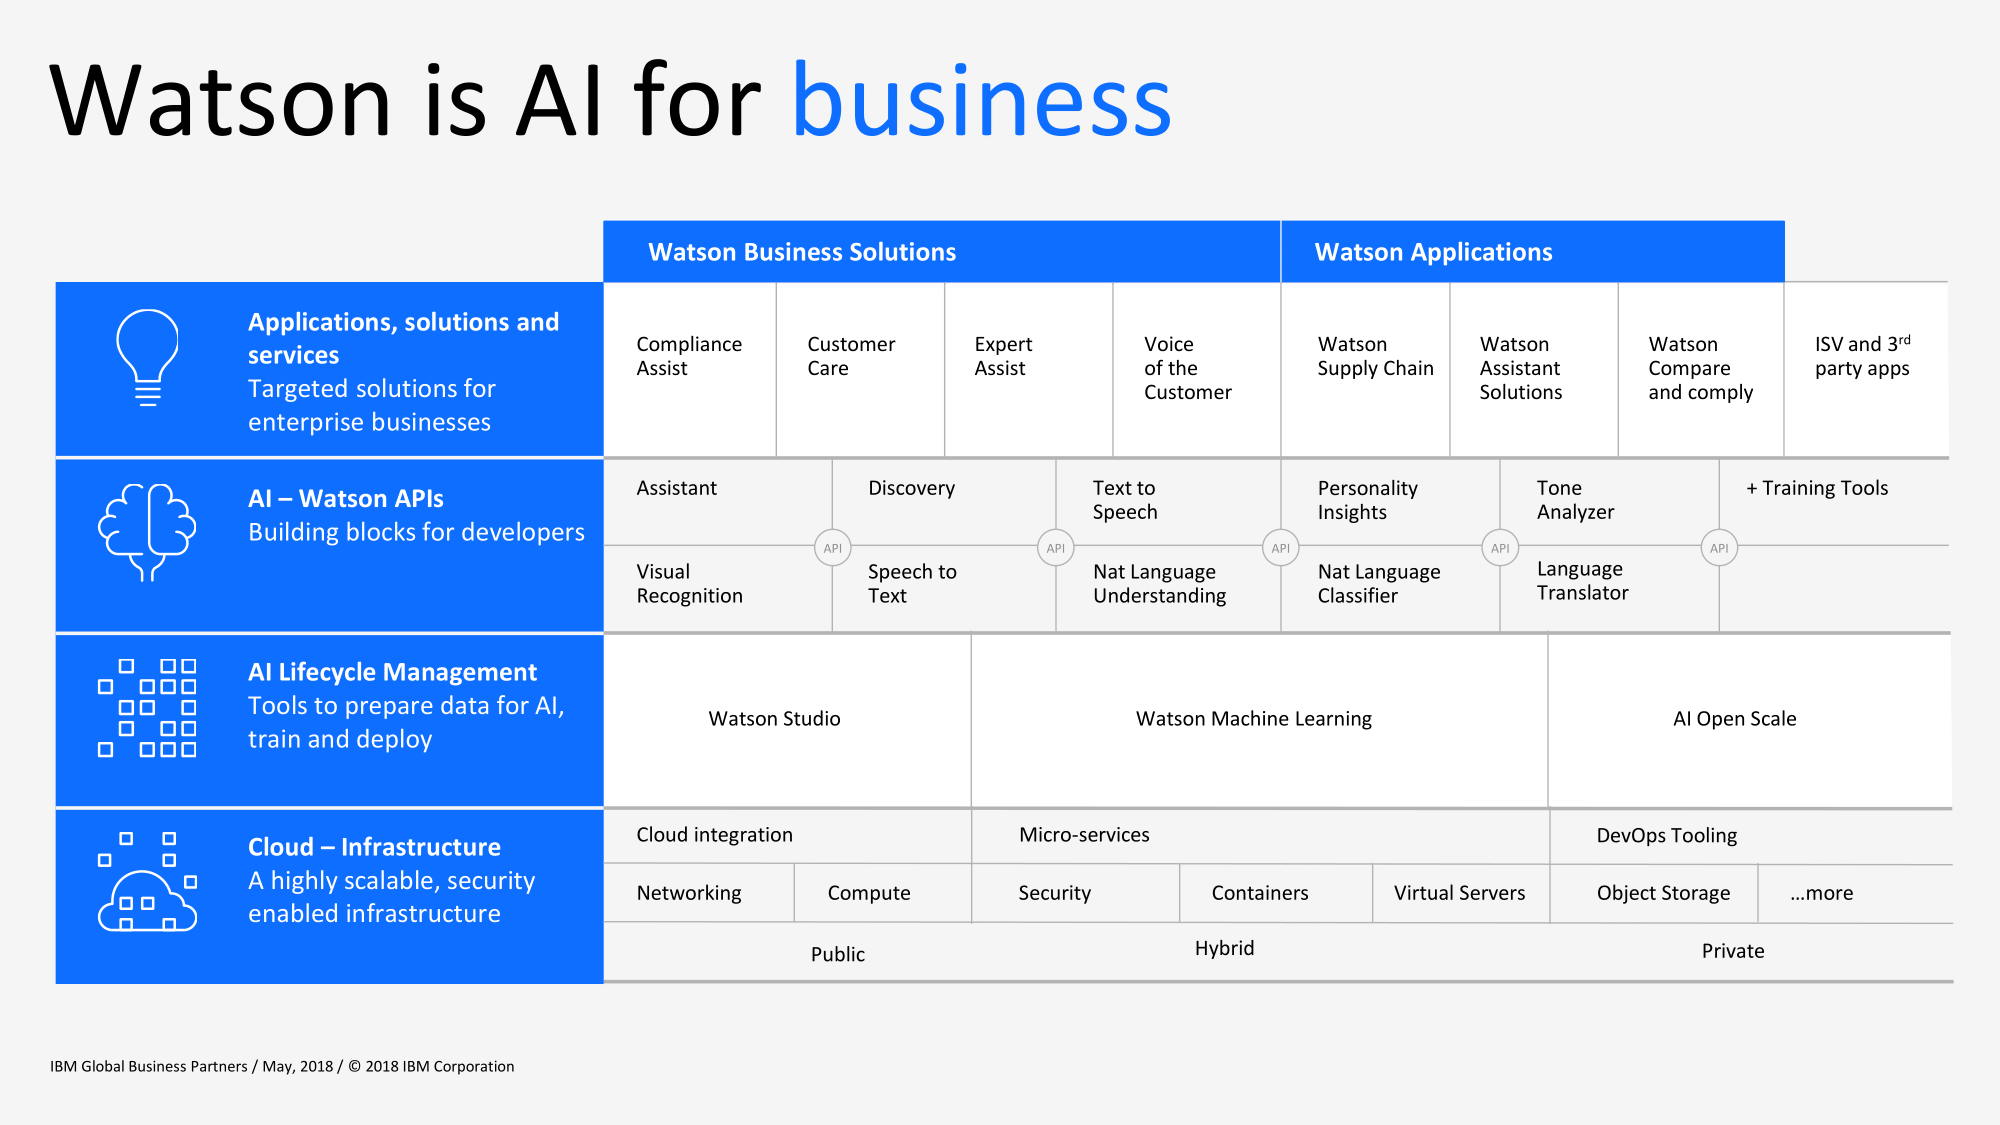 Watson is AI for business
Watson Business Solutions
Watson Applications
Applications, solutions and
services
Targeted solutions for
enterprise businesses
Compliance
Assist
Customer
Care
Expert
Assist
Voice
of the
Customer
Watson
Supply Chain
Watson
Assistant
Solutions
Watson
Compare
and comply
ISV and 3rd
party apps
AI – Watson APIs
Building blocks for developers
Assistant
Discovery
Text to
Speech
Personality
Insights
Tone
Analyzer
+ Training Tools
API
API
API
API
API
Visual
Recognition
Speech to
Text
Nat Language
Understanding
Nat Language
Classifier
Language
Translator
AI Lifecycle Management
Tools to prepare data for AI,
train and deploy
Watson Studio
Watson Machine Learning
AI Open Scale
Cloud – Infrastructure
A highly scalable, security
enabled infrastructure
Cloud integration
Micro-services
DevOps Tooling
Networking
Compute
Security
Containers
Virtual Servers
Object Storage
...more
Public
Hybrid
Private
IBM Global Business Partners / May, 2018 / © 2018 IBM Corporation